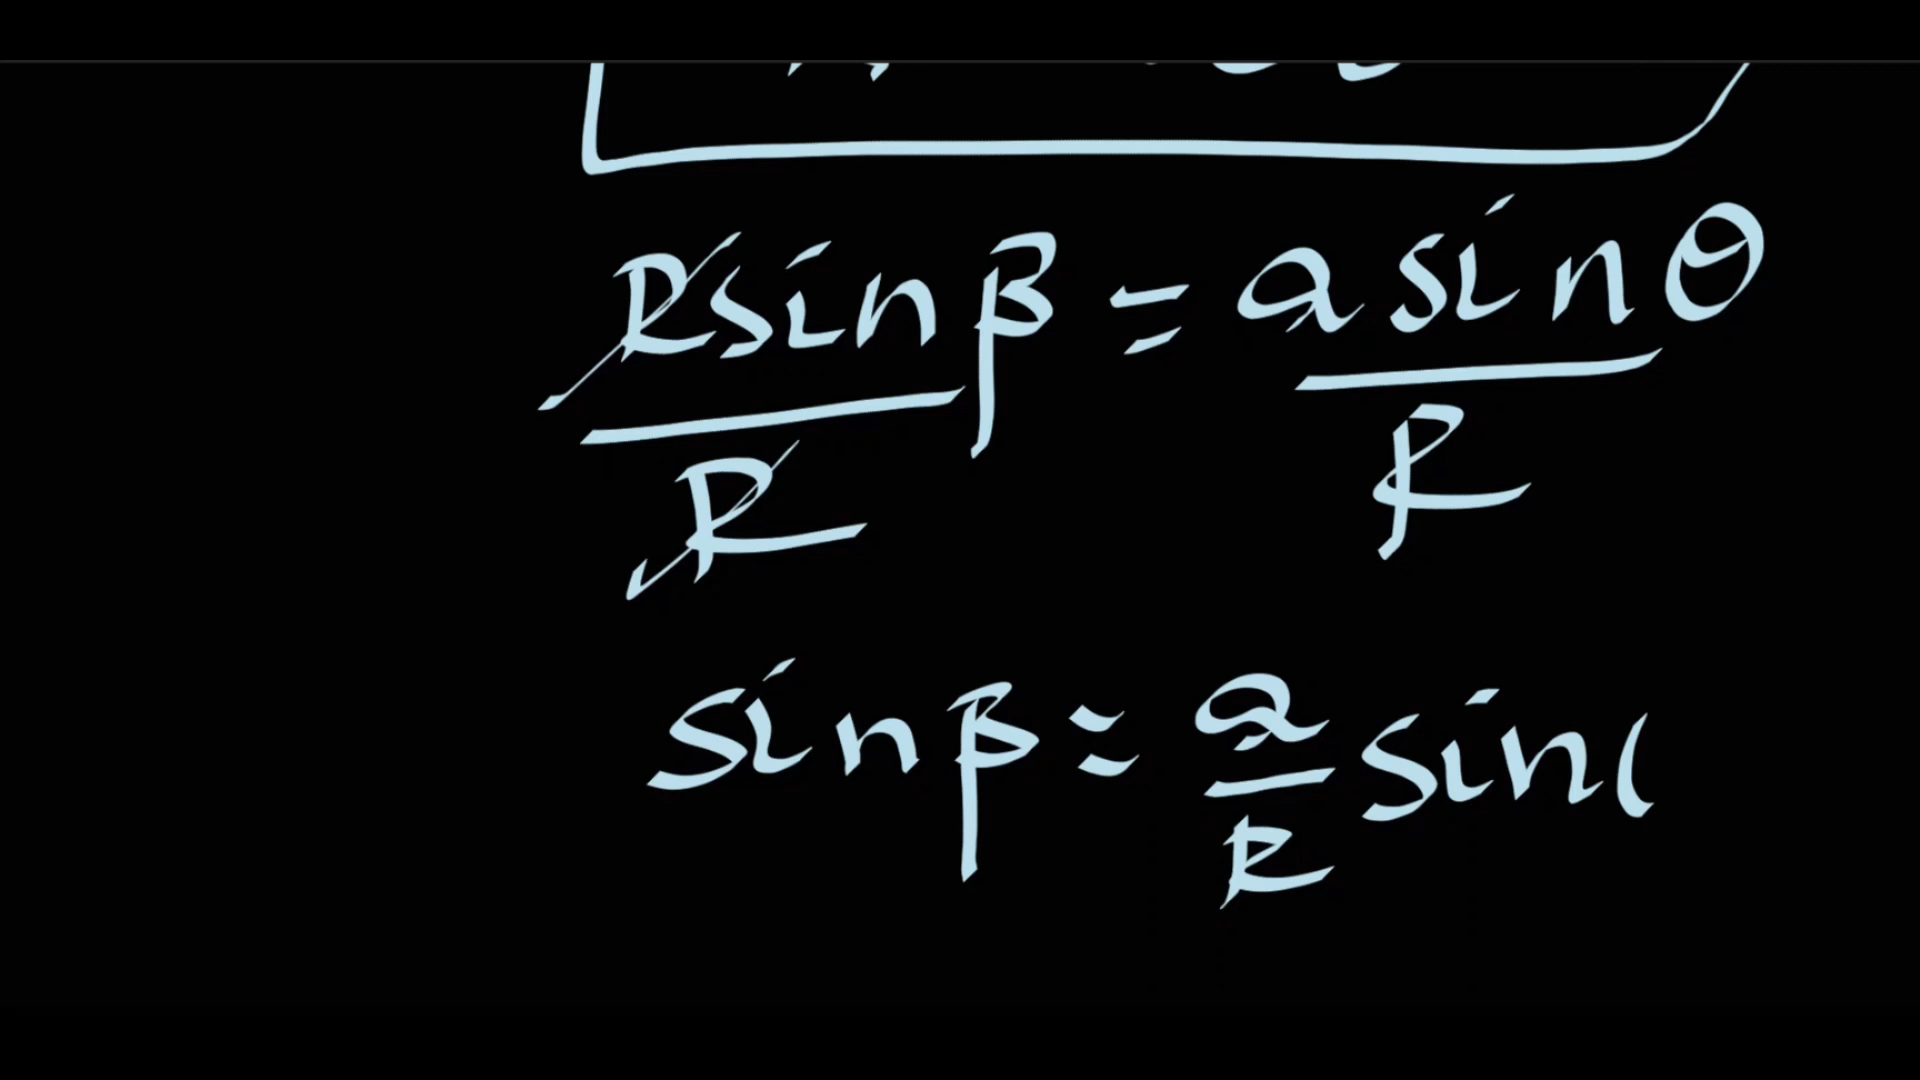 R sin β = a sin θ
R R
sin β = a/R sin(